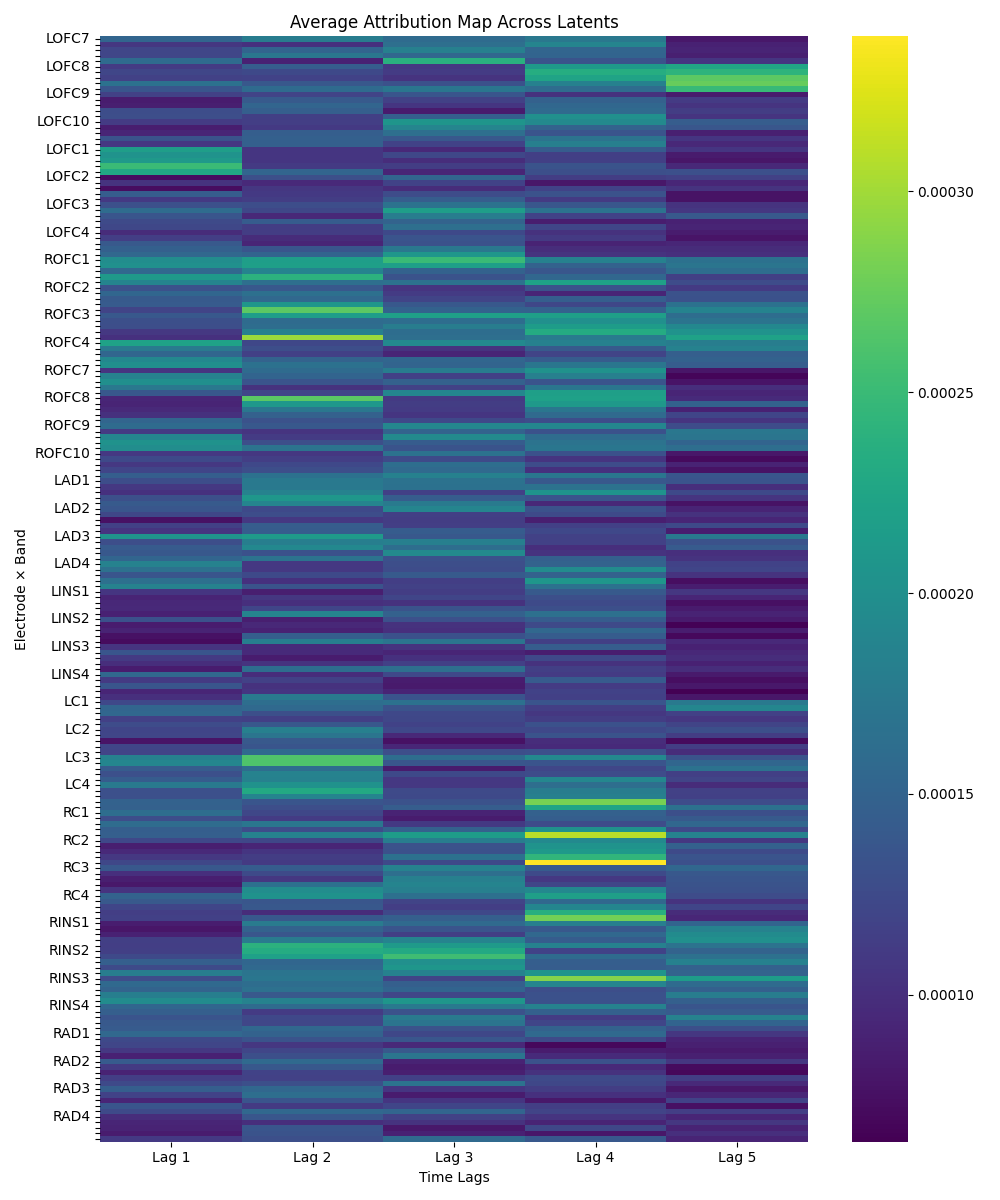 Average Attribution Map Across Latents
Electrode × Band
LOFC7
LOFC8
LOFC9
LOFC10
LOFC1
LOFC2
LOFC3
LOFC4
ROFC1
ROFC2
ROFC3
ROFC4
ROFC7
ROFC8
ROFC9
ROFC10
LAD1
LAD2
LAD3
LAD4
LINS1
LINS2
LINS3
LINS4
LC1
LC2
LC3
LC4
RC1
RC2
RC3
RC4
RINS1
RINS2
RINS3
RINS4
RAD1
RAD2
RAD3
RAD4
Lag 1 Lag 2 Lag 3 Lag 4 Lag 5
Time Lags
0.00030
0.00025
0.00020
0.00015
0.00010